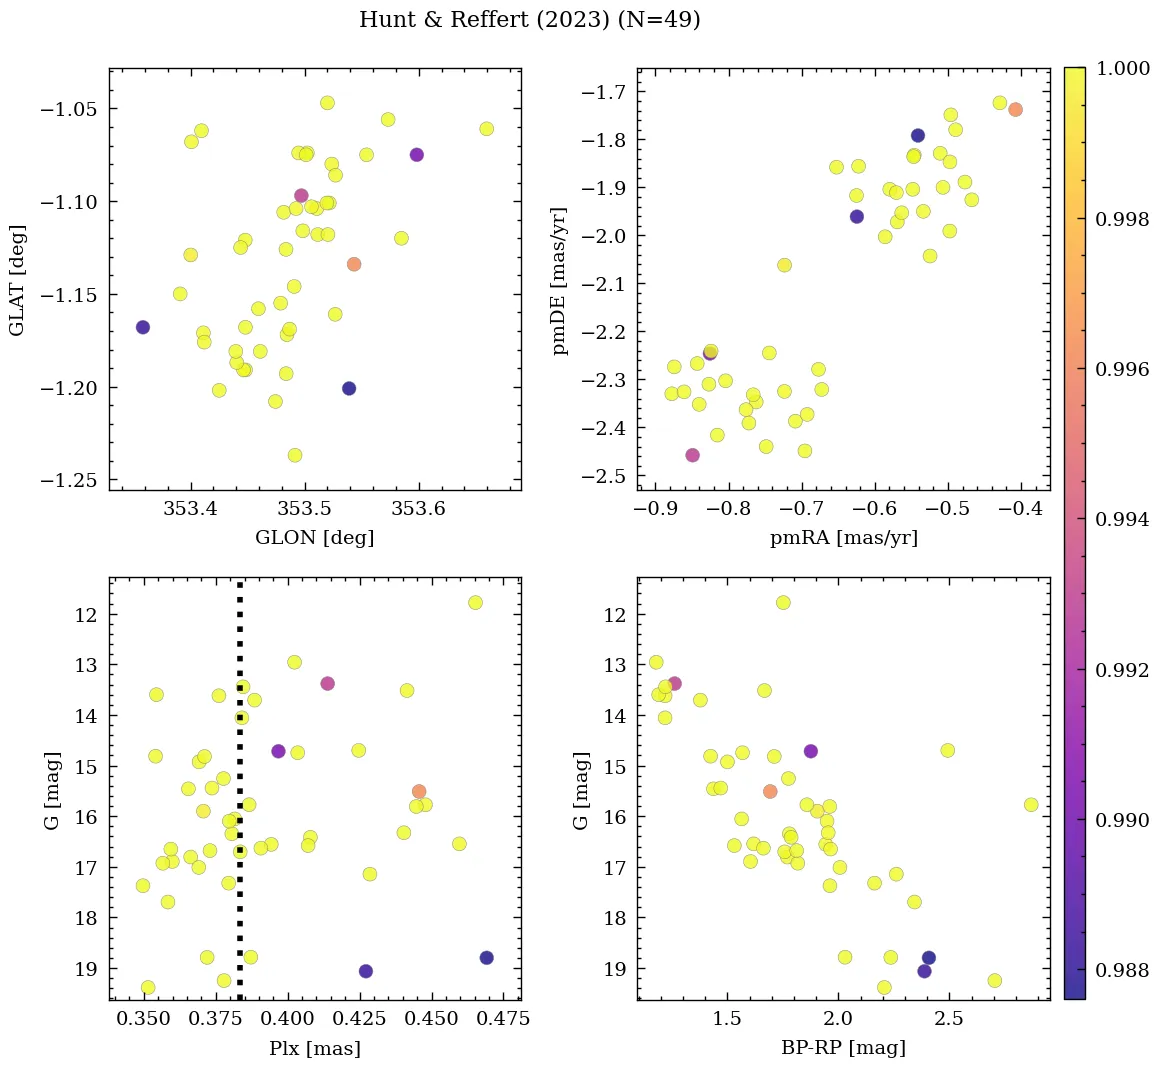 Hunt & Reffert (2023) (N=49)
−1.05
−1.10
−1.15
−1.20
−1.25
GLAT [deg]
353.4 353.5 353.6
GLON [deg]
−1.7
−1.8
−1.9
−2.0
−2.1
−2.2
−2.3
−2.4
−2.5
pmDE [mas/yr]
−0.9 −0.8 −0.7 −0.6 −0.5 −0.4
pmRA [mas/yr]
12
13
14
15
16
17
18
19
G [mag]
0.350 0.375 0.400 0.425 0.450 0.475
Plx [mas]
12
13
14
15
16
17
18
19
G [mag]
1.5 2.0 2.5
BP-RP [mag]
1.000
0.998
0.996
0.994
0.992
0.990
0.988